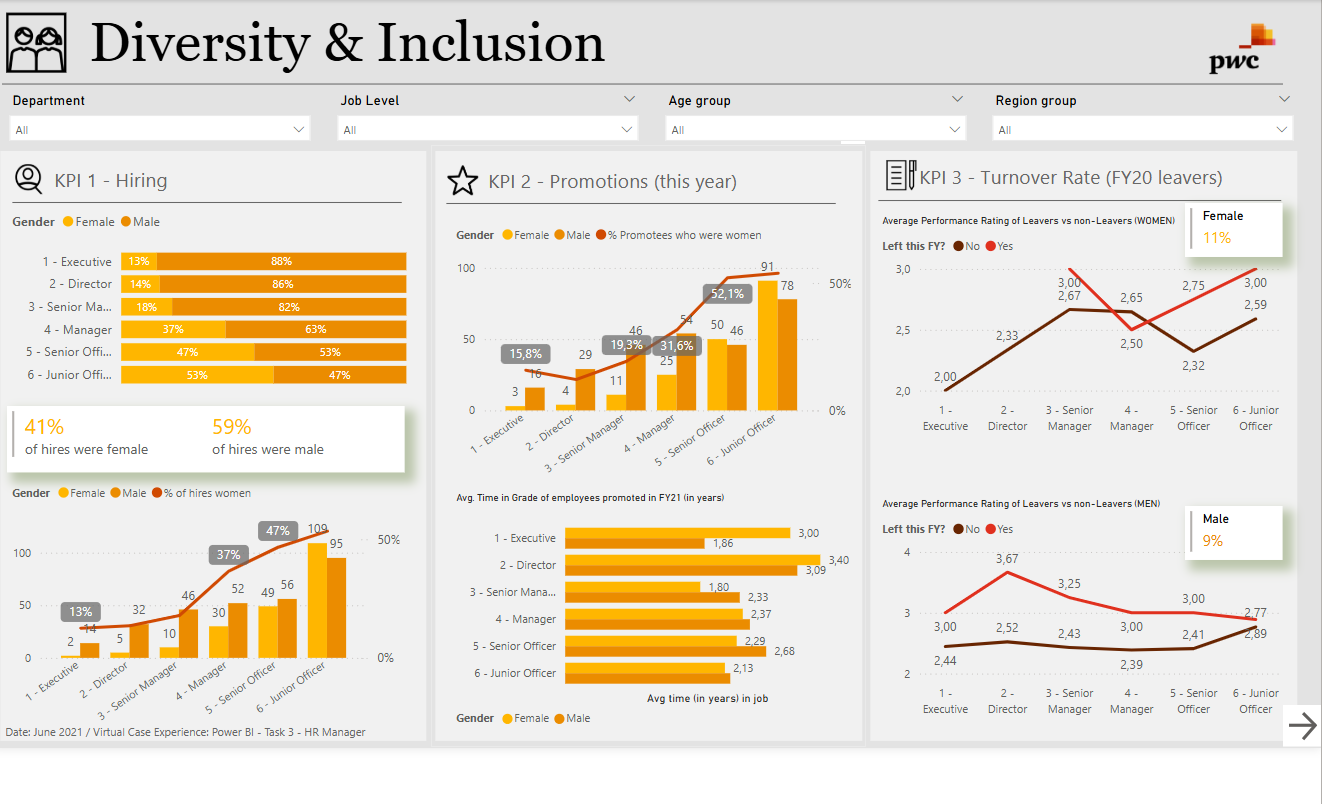 Diversity & Inclusion
pwc
Department
Job Level
Age group
Region group
All
All
All
All
KPI 1 - Hiring
Gender Female Male
1 - Executive 13% 88%
2 - Director 14% 86%
3 - Senior Ma... 18% 82%
4 - Manager 37% 63%
5 - Senior Offi... 47% 53%
6 - Junior Offi... 53% 47%
41%
of hires were female
59%
of hires were male
Gender Female Male % of hires women
100
50
0
50%
0%
13%
37%
47%
2 14
5 32
10 46
30 52
49 56
109 95
1 - Executive
2 - Director
3 - Senior Manager
4 - Manager
5 - Senior Officer
6 - Junior Officer
Date: June 2021 / Virtual Case Experience: Power BI - Task 3 - HR Manager
KPI 2 - Promotions (this year)
Gender Female Male % Promotees who were women
100
50
0
50%
0%
15,8%
19,3%
31,6%
52,1%
3 16
4 29
11 46
25 54
50 46
91 78
1 - Executive
2 - Director
3 - Senior Manager
4 - Manager
5 - Senior Officer
6 - Junior Officer
Avg. Time in Grade of employees promoted in FY21 (in years)
1 - Executive 3,00 1,86
2 - Director 3,40 3,09
3 - Senior Mana... 1,80 2,33
4 - Manager 2,37
5 - Senior Officer 2,29 2,68
6 - Junior Officer 2,13
Avg time (in years) in job
Gender Female Male
KPI 3 - Turnover Rate (FY20 leavers)
Average Performance Rating of Leavers vs non-Leavers (WOMEN)
Female
11%
Left this FY? No Yes
3,0
2,5
2,0
2,00
2,33
3,00
2,67
2,65
2,50
2,75
2,32
3,00
2,59
1 -
Executive
2 -
Director
3 - Senior
Manager
4 -
Manager
5 - Senior
Officer
6 - Junior
Officer
Average Performance Rating of Leavers vs non-Leavers (MEN)
Male
9%
Left this FY? No Yes
4
3
2
3,00
2,44
3,67
2,52
3,25
2,43
3,00
2,39
3,00
2,41
2,77
2,89
1 -
Executive
2 -
Director
3 - Senior
Manager
4 -
Manager
5 - Senior
Officer
6 - Junior
Officer